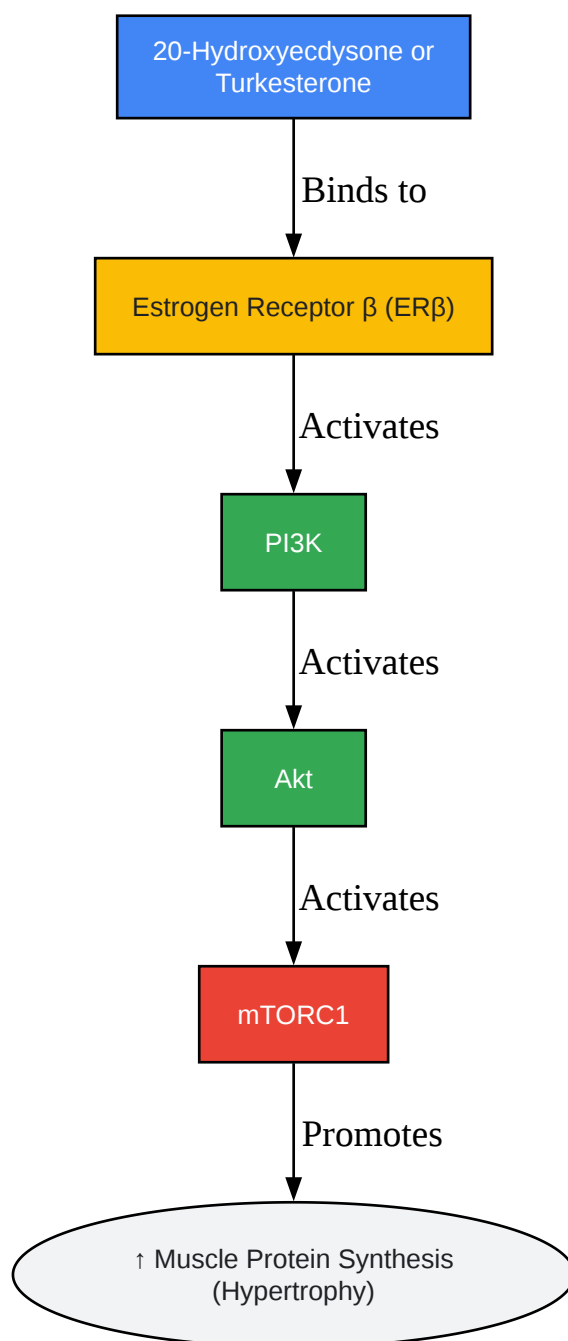 20-Hydroxyecdysone or
Turkesterone
Binds to
Estrogen Receptor β (ERβ)
Activates
PI3K
Activates
Akt
Activates
mTORC1
Promotes
↑ Muscle Protein Synthesis
(Hypertrophy)